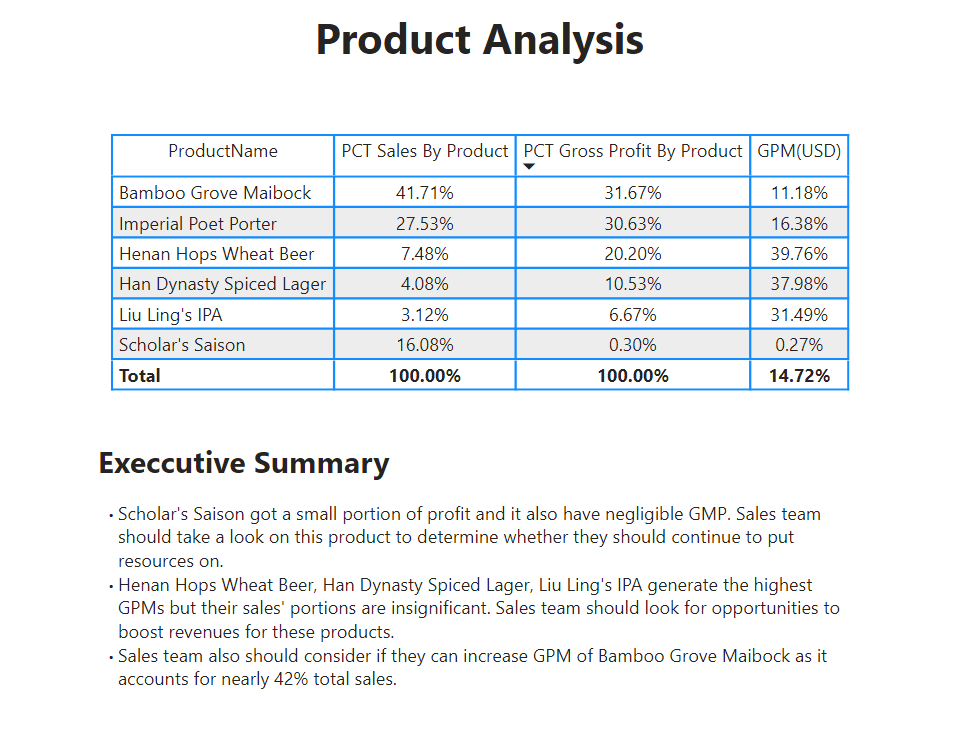 Product Analysis
ProductName PCT Sales By Product PCT Gross Profit By Product GPM(USD)
Bamboo Grove Maibock 41.71% 31.67% 11.18%
Imperial Poet Porter 27.53% 30.63% 16.38%
Henan Hops Wheat Beer 7.48% 20.20% 39.76%
Han Dynasty Spiced Lager 4.08% 10.53% 37.98%
Liu Ling's IPA 3.12% 6.67% 31.49%
Scholar's Saison 16.08% 0.30% 0.27%
Total 100.00% 100.00% 14.72%
Execcutive Summary
• Scholar's Saison got a small portion of profit and it also have negligible GMP. Sales team
should take a look on this product to determine whether they should continue to put
resources on.
• Henan Hops Wheat Beer, Han Dynasty Spiced Lager, Liu Ling's IPA generate the highest
GPMs but their sales' portions are insignificant. Sales team should look for opportunities to
boost revenues for these products.
• Sales team also should consider if they can increase GPM of Bamboo Grove Maibock as it
accounts for nearly 42% total sales.